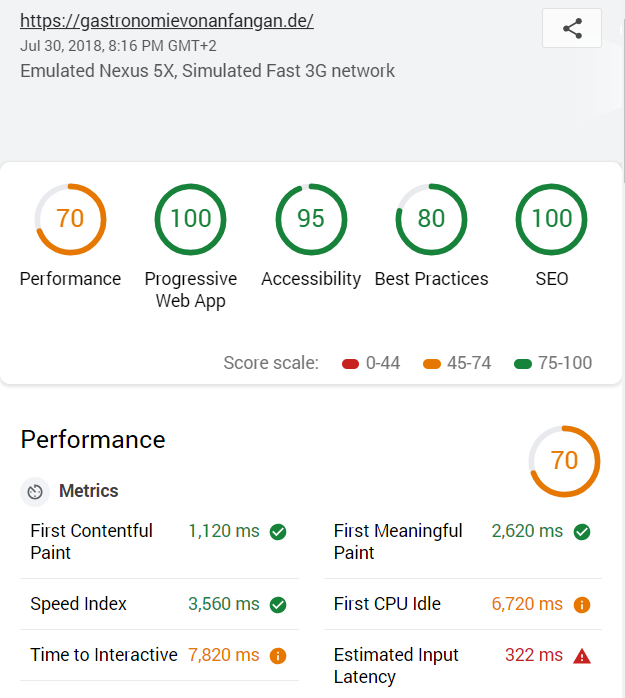 https://gastronomievonanfangan.de/
Jul 30, 2018, 8:16 PM GMT+2
Emulated Nexus 5X, Simulated Fast 3G network
70 100 95 80 100
Performance Progressive Accessibility Best Practices SEO
Web App
Score scale: 0-44 45-74 75-100
Performance
70
Metrics
First Contentful 1,120 ms First Meaningful 2,620 ms
Paint Paint
Speed Index 3,560 ms First CPU Idle 6,720 ms
Time to Interactive 7,820 ms Estimated Input 322 ms
Latency